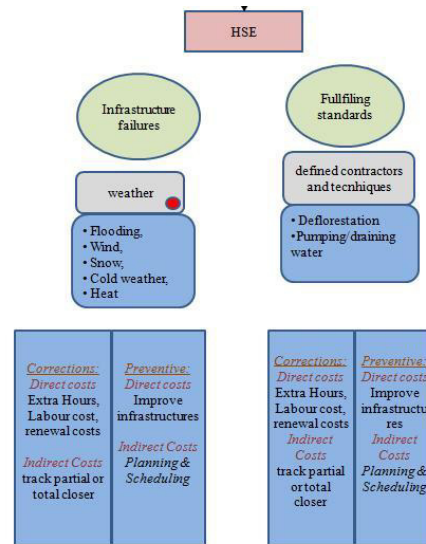 HSE
Infrastructure
failures
weather
• Flooding,
• Wind,
• Snow,
• Cold weather,
• Heat
Fullfiling
standards
defined contractors
and tecnhiques
• Deflorestation
•Pumping/draining
water
Corrections:
Direct costs
Extra Hours,
Labour cost,
renewal costs
Indirect Costs
track partial or
total closer
Preventive:
Direct costs
Improve
infrastructures
Indirect Costs
Planning &
Scheduling
Corrections:
Direct costs
Extra Hours,
Labour cost,
renewal costs
Indirect
Costs
track partial
or total
closer
Preventive:
Direct costs
Improve
infrastructu
res
Indirect
Costs
Planning &
Scheduling